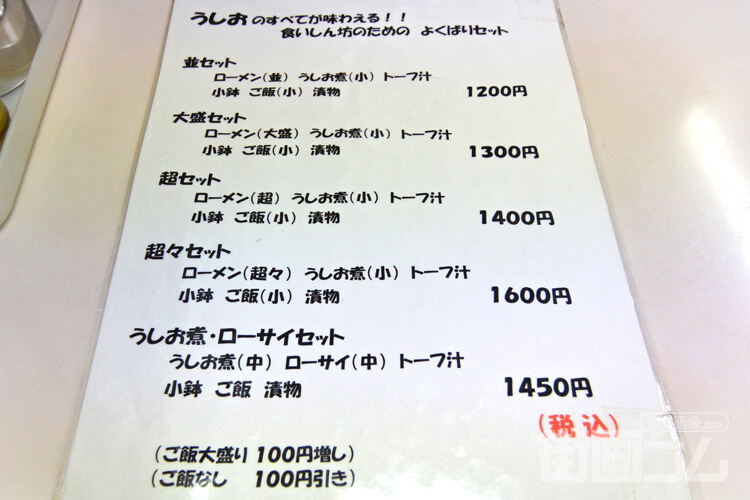 うしおのすべてが味わえる！！
食いしん坊のための よくばりセット
並セット
ローメン(並) うしお煮(小) トーフ汁
小鉢 ご飯(小) 漬物 1200円
大盛セット
ローメン(大盛) うしお煮(小) トーフ汁
小鉢 ご飯(小) 漬物 1300円
超セット
ローメン(超) うしお煮(小) トーフ汁
小鉢 ご飯(小) 漬物 1400円
超々セット
ローメン(超々) うしお煮(小) トーフ汁
小鉢 ご飯(小) 漬物 1600円
うしお煮・ローサイセット
うしお煮(中) ローサイ(中) トーフ汁
小鉢 ご飯 漬物 1450円
(税込)
(ご飯大盛り 100円増し)
(ご飯なし 100円引き)